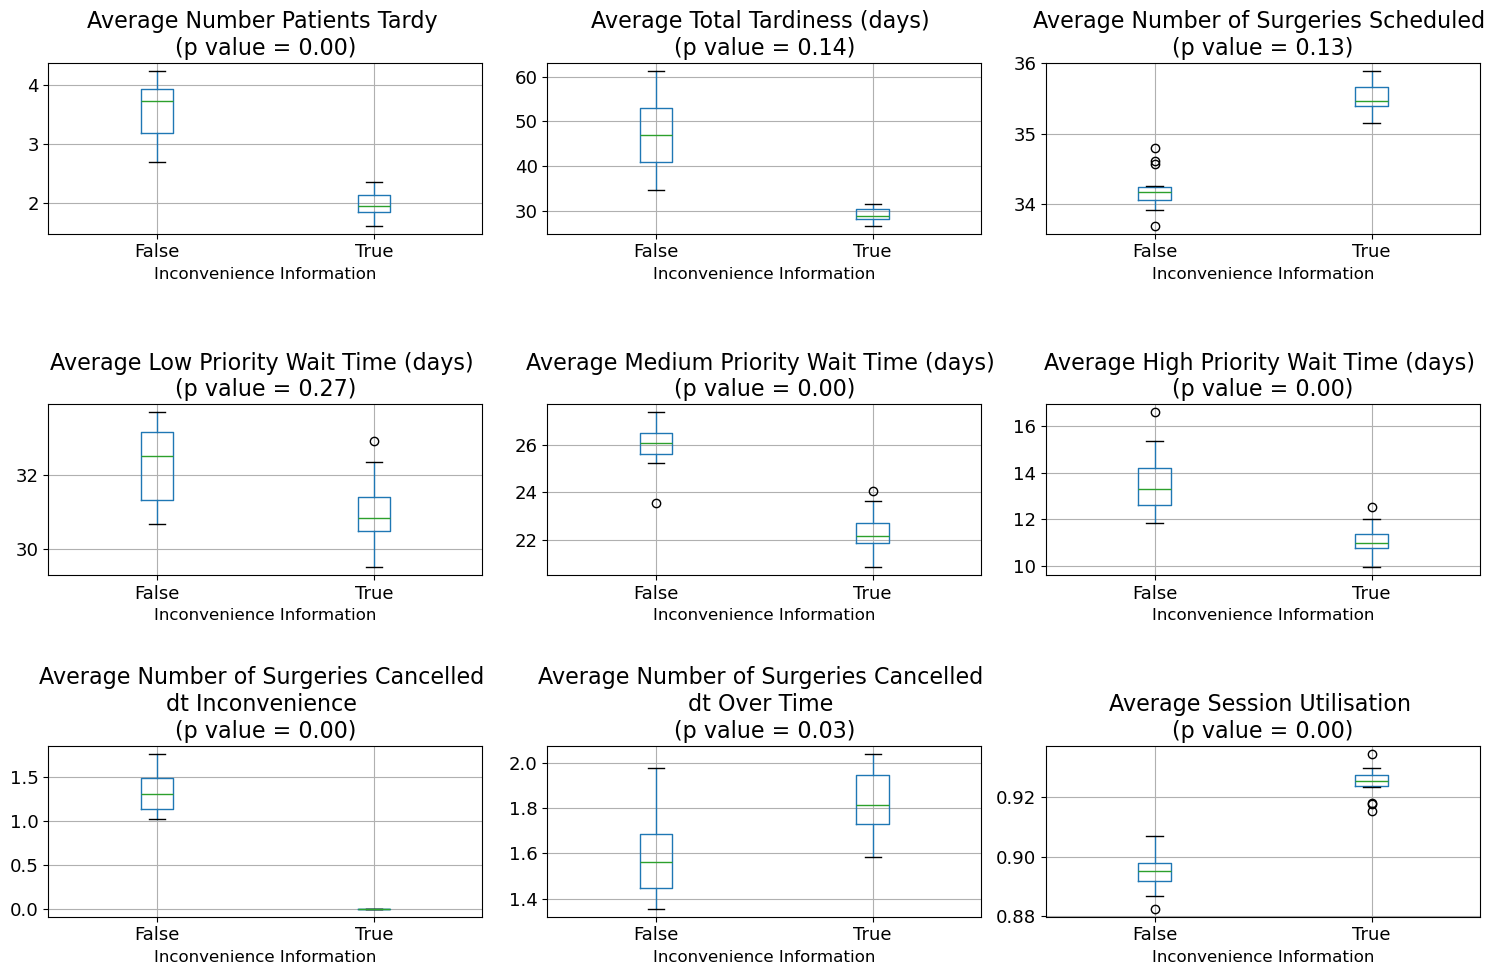 Average Number Patients Tardy
(p value = 0.00)
4
3
2
False
True
Inconvenience Information
Average Total Tardiness (days)
(p value = 0.14)
60
50
40
30
False
True
Inconvenience Information
Average Number of Surgeries Scheduled
(p value = 0.13)
36
35
34
False
True
Inconvenience Information
Average Low Priority Wait Time (days)
(p value = 0.27)
32
30
False
True
Inconvenience Information
Average Medium Priority Wait Time (days)
(p value = 0.00)
26
24
22
False
True
Inconvenience Information
Average High Priority Wait Time (days)
(p value = 0.00)
16
14
12
10
False
True
Inconvenience Information
Average Number of Surgeries Cancelled
dt Inconvenience
(p value = 0.00)
1.5
1.0
0.5
0.0
False
True
Inconvenience Information
Average Number of Surgeries Cancelled
dt Over Time
(p value = 0.03)
2.0
1.8
1.6
1.4
False
True
Inconvenience Information
Average Session Utilisation
(p value = 0.00)
0.92
0.90
0.88
False
True
Inconvenience Information